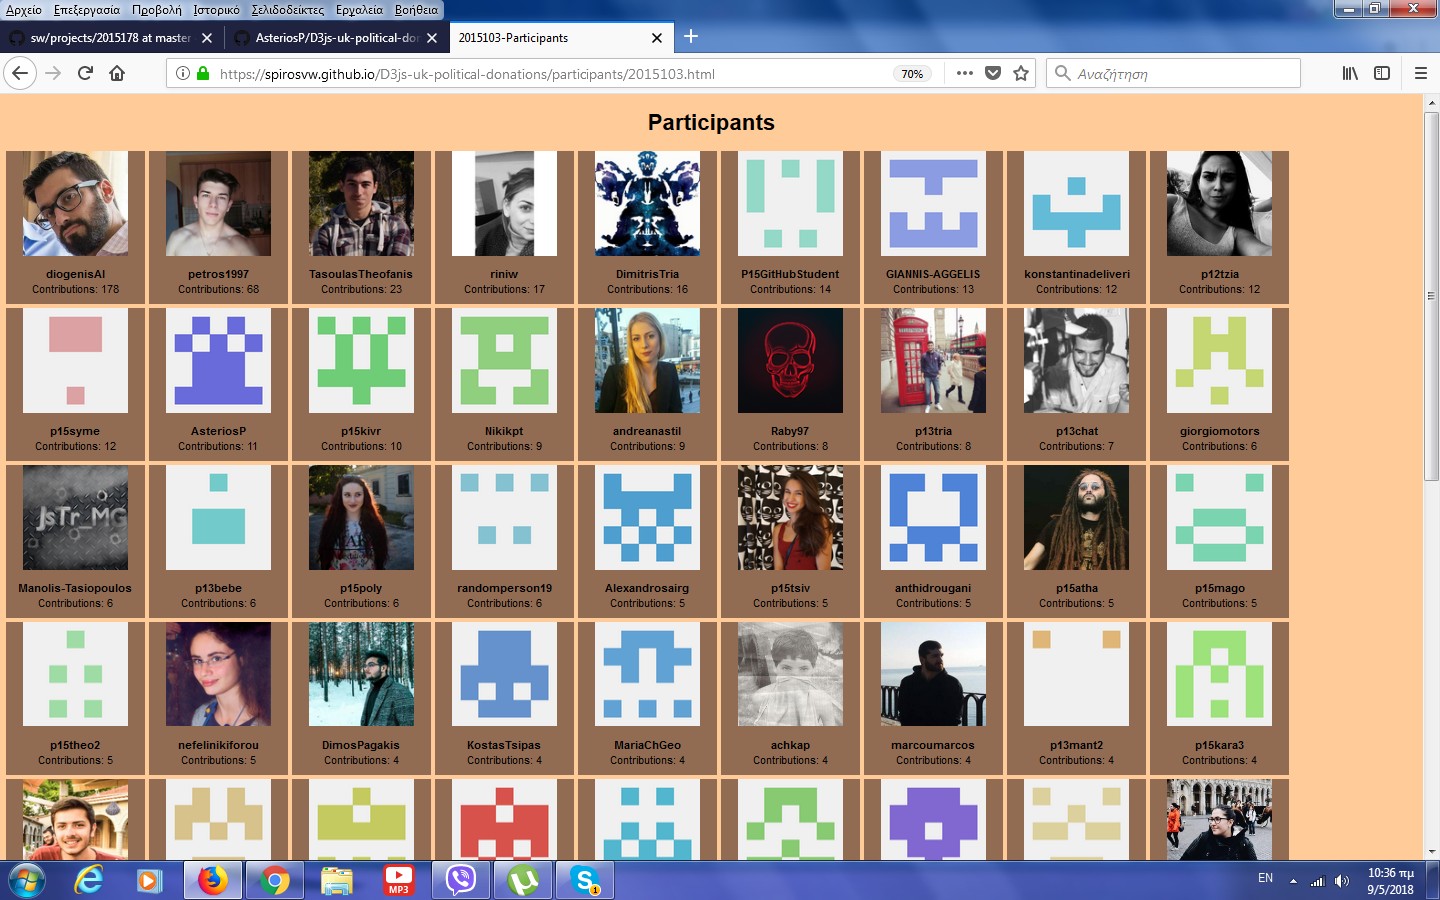 Αρχείο Επεξεργασία Προβολή Ιστορικό Σελιδοδείκτες Εργαλεία Βοήθεια
sw/projects/2015178 at master
AsteriosP/D3js-uk-political-don
2015103-Participants
https://spirosvw.github.io/D3js-uk-political-donations/participants/2015103.html
70%
Αναζήτηση
Participants
diogenisAl petros1997 TasoulasTheofanis riniw DimitrisTria P15GitHubStudent GIANNIS-AGGELIS konstantinadeliveri p12tzia
Contributions: 178 Contributions: 68 Contributions: 23 Contributions: 17 Contributions: 16 Contributions: 14 Contributions: 13 Contributions: 12 Contributions: 12
p15syme AsteriosP p15kivr Nikikpt andreanastil Raby97 p13tria p13chat giorgiomotors
Contributions: 12 Contributions: 11 Contributions: 10 Contributions: 9 Contributions: 9 Contributions: 8 Contributions: 8 Contributions: 7 Contributions: 6
JsTr_MG
Manolis-Tasiopoulos p13bebe p15poly randomperson19 Alexandrosairg p15tsiv anthidrougani p15atha p15mago
Contributions: 6 Contributions: 6 Contributions: 6 Contributions: 6 Contributions: 5 Contributions: 5 Contributions: 5 Contributions: 5 Contributions: 5
p15theo2 nefelinikiforou DimosPagakis KostasTsipas MariaChGeo achkap marcoumarcos p13mant2 p15kara3
Contributions: 5 Contributions: 5 Contributions: 4 Contributions: 4 Contributions: 4 Contributions: 4 Contributions: 4 Contributions: 4 Contributions: 4
MP3
1
EN
10:36 πμ
9/5/2018